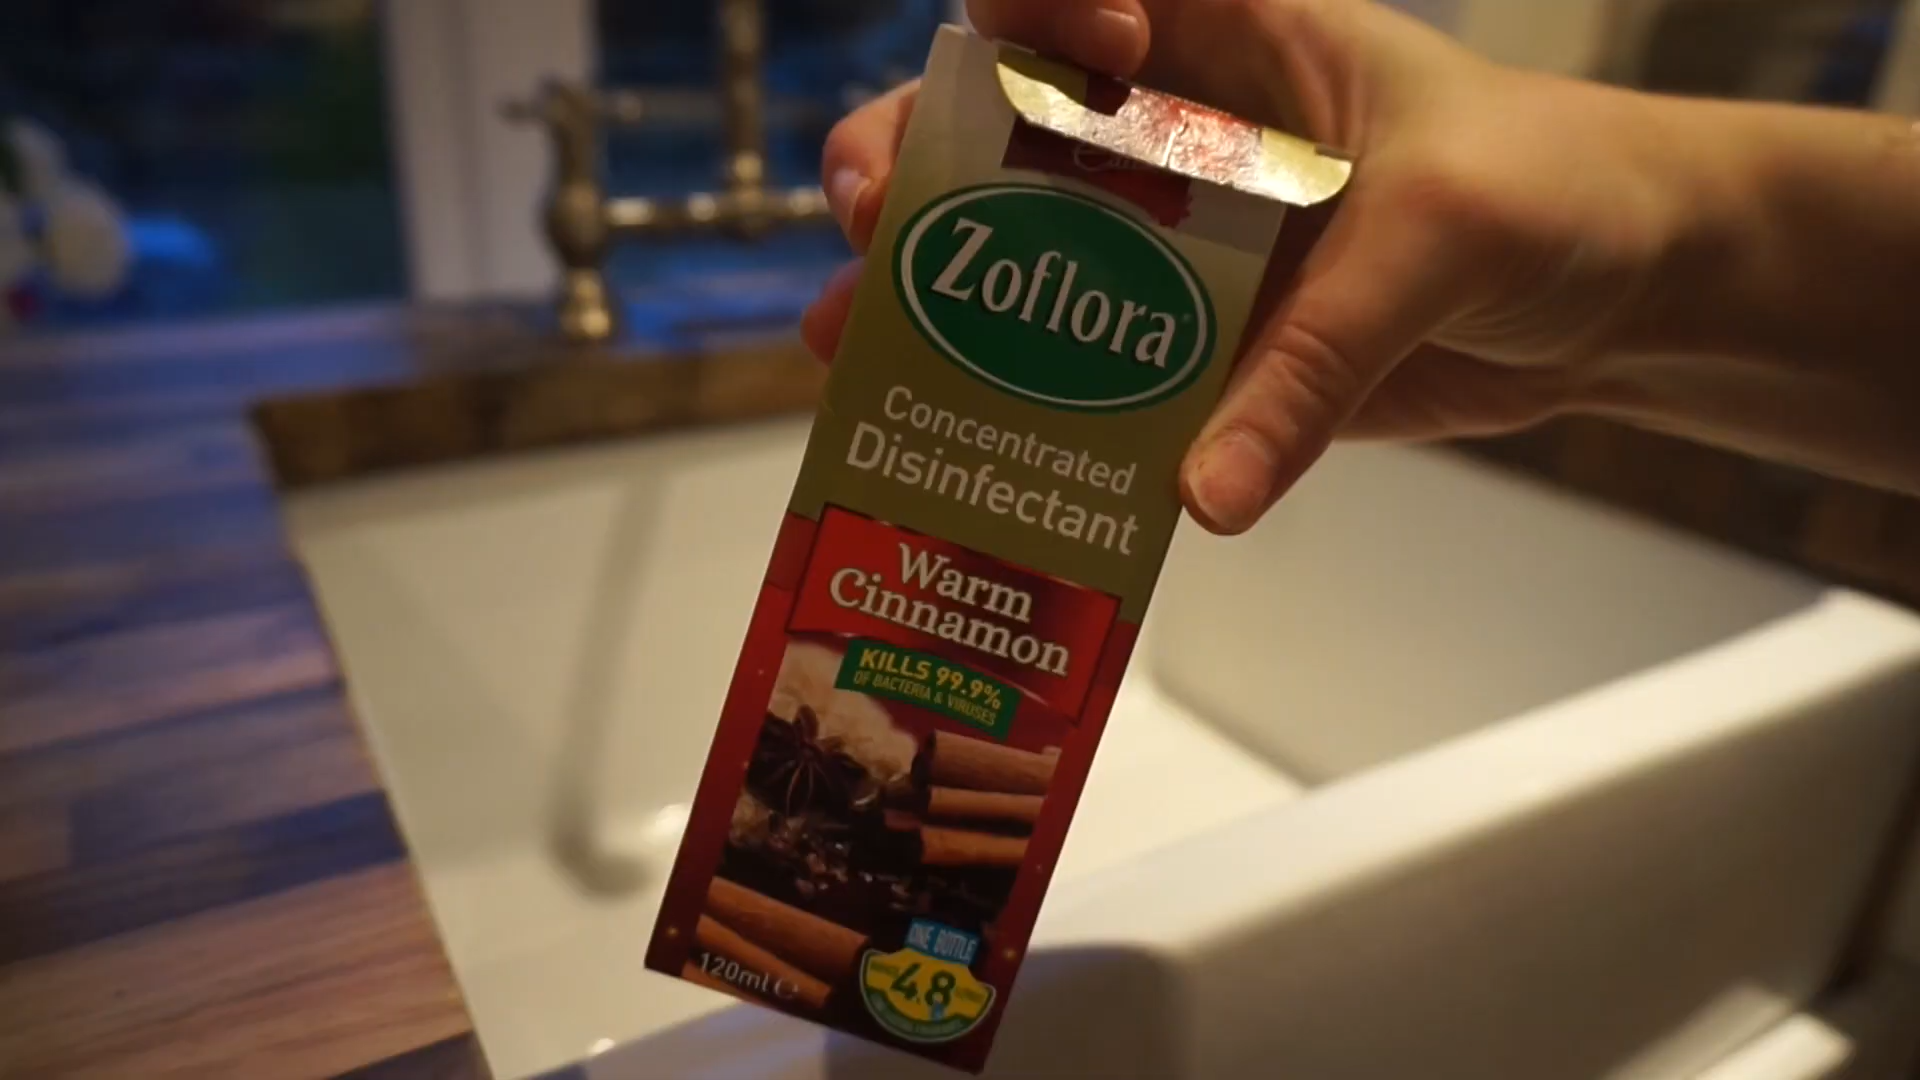 Zoflora
Concentrated
Disinfectant
Warm
Cinnamon
KILLS 99.9%
OF BACTERIA & VIRUSES
ONE BOTTLE
4.8
120ml ℮